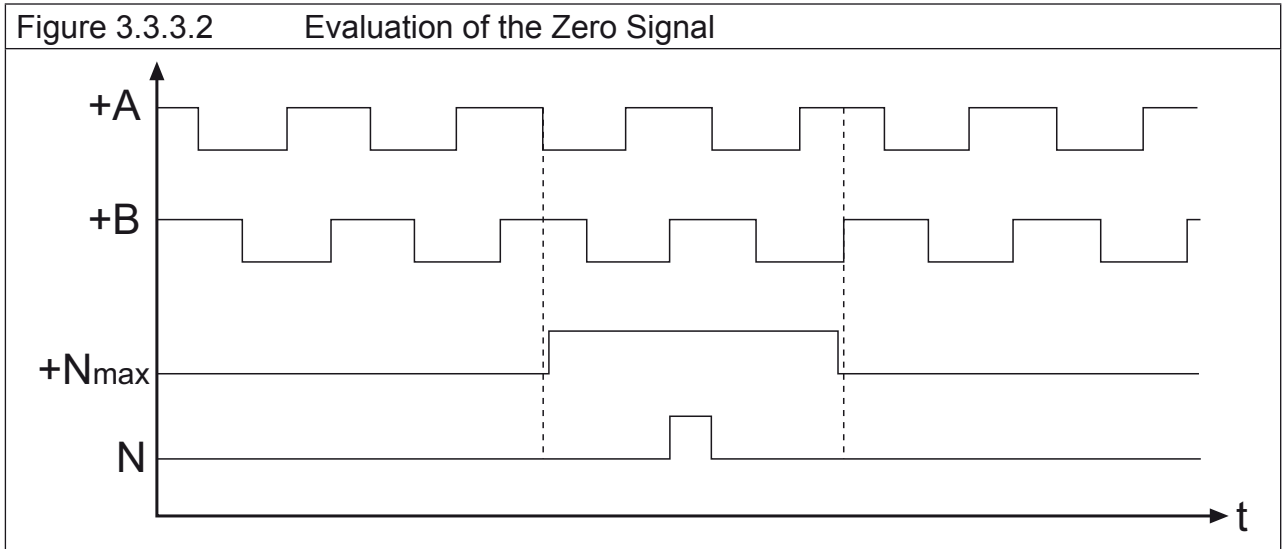 Figure 3.3.3.2 Evaluation of the Zero Signal
+A
+B
+Nmax
N
t